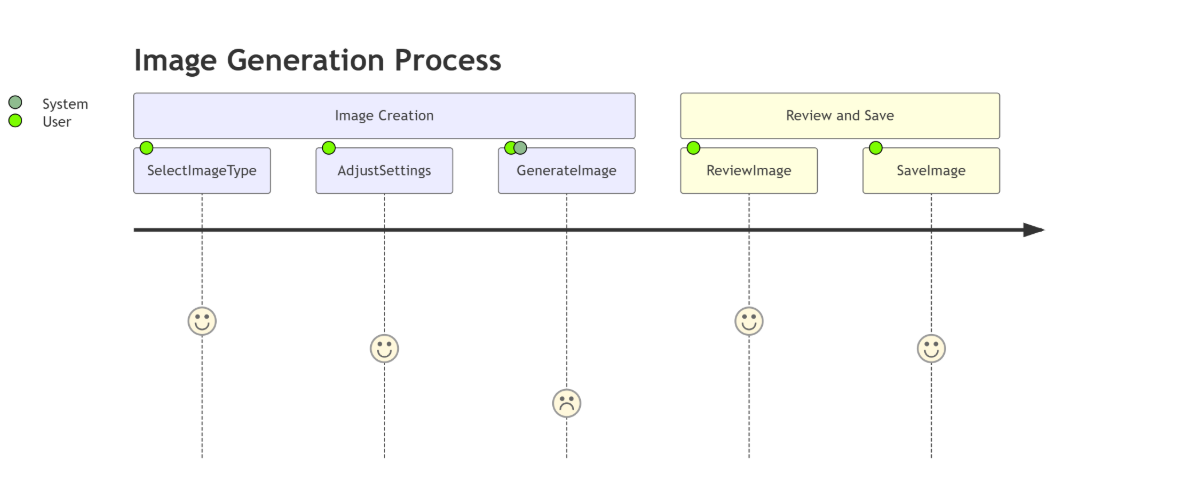 Image Generation Process
System
User
Image Creation
Review and Save
SelectImageType
AdjustSettings
GenerateImage
ReviewImage
SaveImage